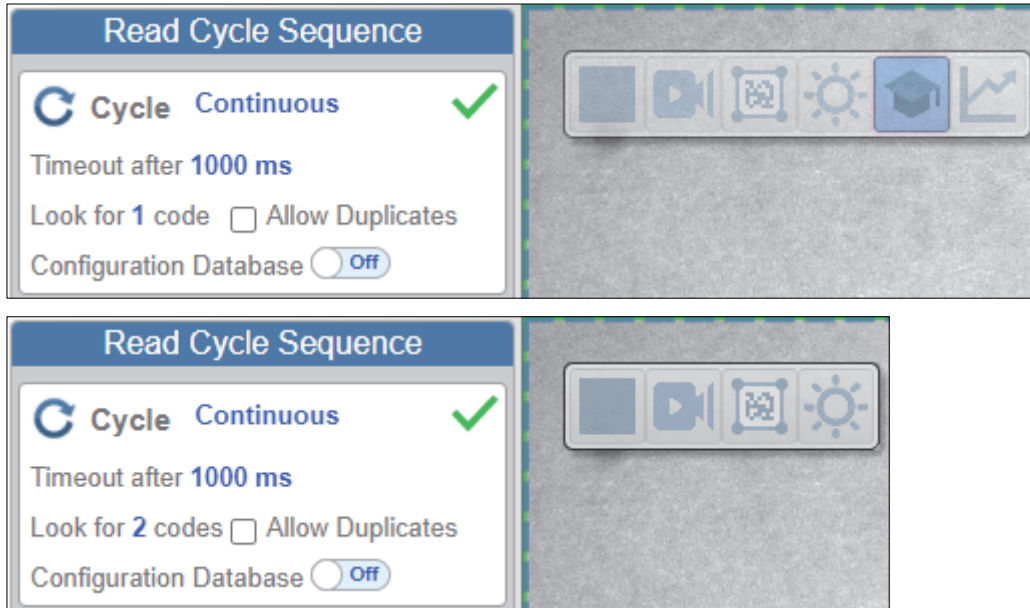 Read Cycle Sequence
Cycle Continuous
Timeout after 1000 ms
Look for 1 code Allow Duplicates
Configuration Database Off
Read Cycle Sequence
Cycle Continuous
Timeout after 1000 ms
Look for 2 codes Allow Duplicates
Configuration Database Off